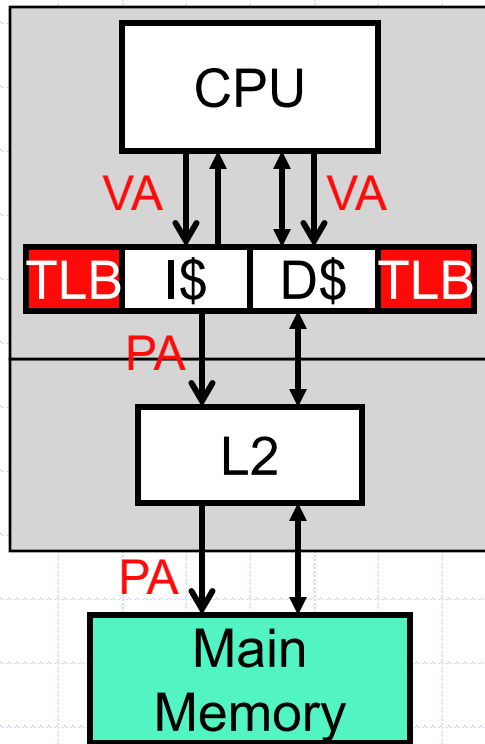 CPU
VA VA
TLB I$ D$ TLB
PA
L2
PA
Main
Memory